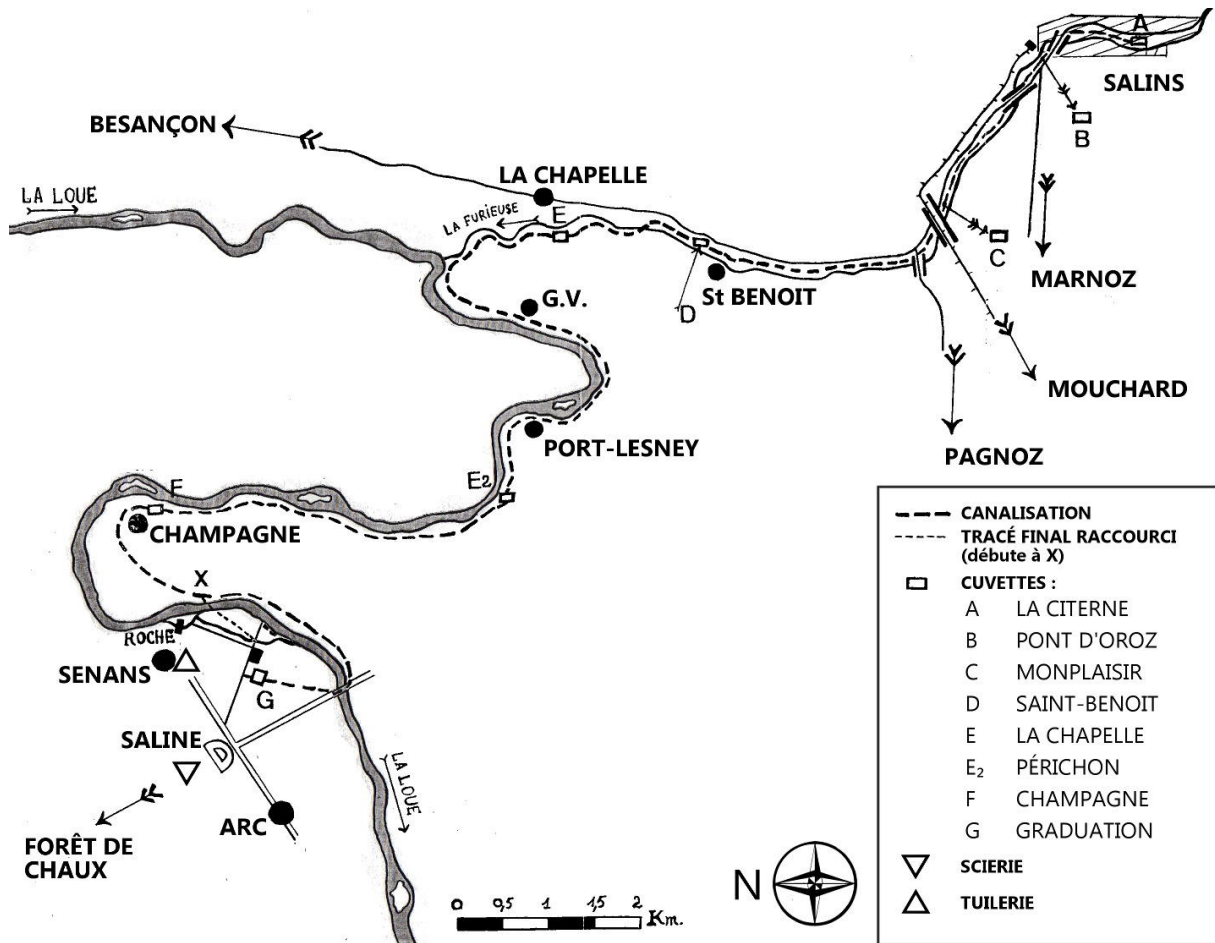 A
SALINS
B
BESANÇON
LA CHAPELLE
LA LOUE
LA FURIEUSE
E
C
MARNOZ
St BENOIT
D
G.V.
MOUCHARD
PORT-LESNEY
PAGNOZ
E2
F
CHAMPAGNE
X
ROCHE
SENANS
G
SALINE
LA LOUE
ARC
FORÊT DE
CHAUX
N
0 0,5 1 1,5 2 Km.
CANALISATION
TRACÉ FINAL RACCOURCI
(débute à X)
CUVETTES :
A LA CITERNE
B PONT D'OROZ
C MONPLAISIR
D SAINT-BENOIT
E LA CHAPELLE
E₂ PÉRICHON
F CHAMPAGNE
G GRADUATION
SCIERIE
TUILERIE